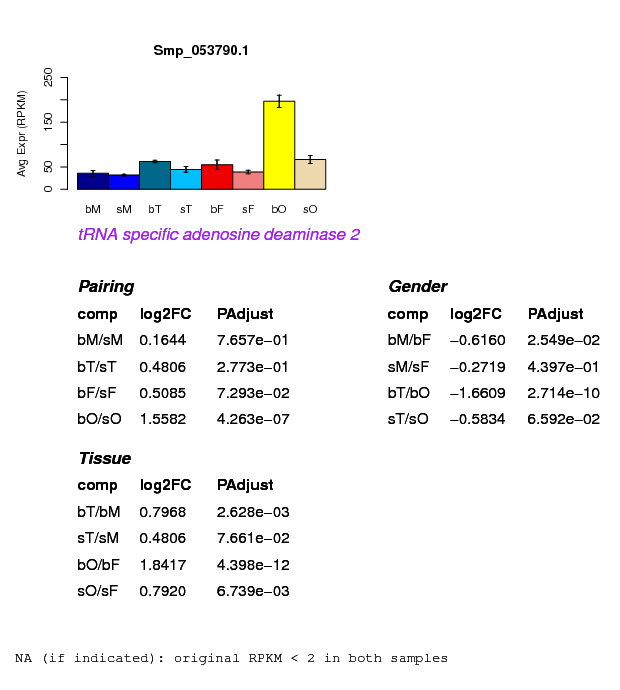 Smp_053790.1
Avg Expr (RPKM)
250
150
50
0
bM sM bT sT bF sF bO sO
tRNA specific adenosine deaminase 2
Pairing
comp log2FC PAdjust
bM/sM 0.1644 7.657e−01
bT/sT 0.4806 2.773e−01
bF/sF 0.5085 7.293e−02
bO/sO 1.5582 4.263e−07
Gender
comp log2FC PAdjust
bM/bF −0.6160 2.549e−02
sM/sF −0.2719 4.397e−01
bT/bO −1.6609 2.714e−10
sT/sO −0.5834 6.592e−02
Tissue
comp log2FC PAdjust
bT/bM 0.7968 2.628e−03
sT/sM 0.4806 7.661e−02
bO/bF 1.8417 4.398e−12
sO/sF 0.7920 6.739e−03
NA (if indicated): original RPKM < 2 in both samples